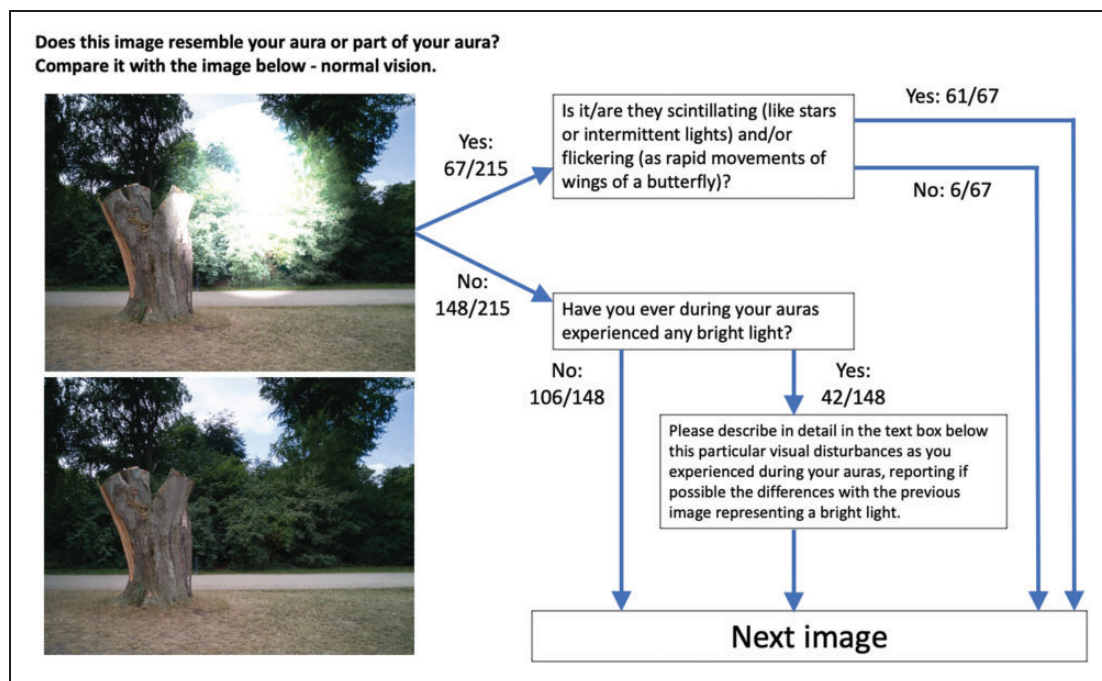 Does this image resemble your aura or part of your aura?
Compare it with the image below - normal vision.
Yes:
67/215
No:
148/215
Is it/are they scintillating (like stars
or intermittent lights) and/or
flickering (as rapid movements of
wings of a butterfly)?
Yes: 61/67
No: 6/67
Have you ever during your auras
experienced any bright light?
No:
106/148
Yes:
42/148
Please describe in detail in the text box below
this particular visual disturbances as you
experienced during your auras, reporting if
possible the differences with the previous
image representing a bright light.
Next image